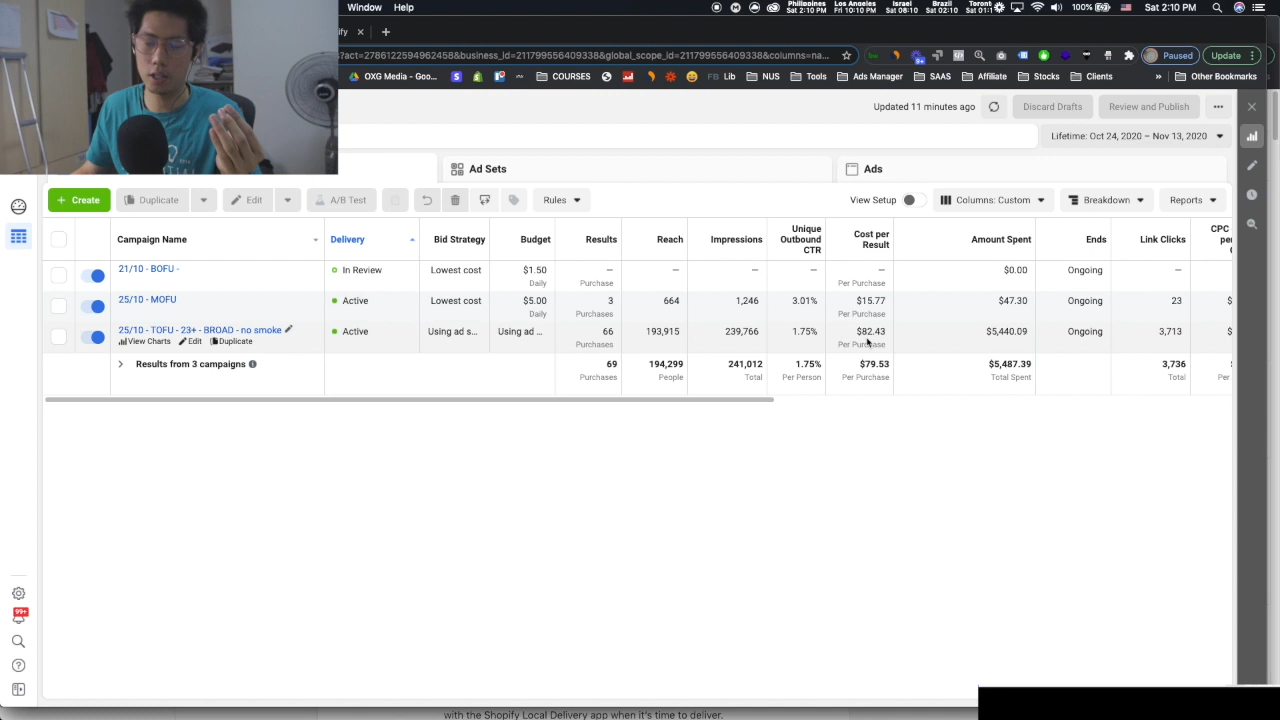 Window Help
Philippines Los Angeles Israel Brazil
Sat 2:10 PM Fri 10:10 PM Sat 08:10 Sat 02:10
100% Sat 2:10 PM
ify
?act=2786122594962458&business_id=211799556409338&global_scope_id=211799556409338&columns=na...
Paused Update
OXG Media – Goo... COURSES FB Lib NUS Tools Ads Manager SAAS Affiliate Stocks Clients » Other Bookmarks
Updated 11 minutes ago Discard Drafts Review and Publish
Lifetime: Oct 24, 2020 – Nov 13, 2020
Ad Sets Ads
+ Create Duplicate Edit A/B Test Rules View Setup Columns: Custom Breakdown Reports
Campaign Name Delivery Bid Strategy Budget Results Reach Impressions Unique Outbound CTR Cost per Result Amount Spent Ends Link Clicks CPC
21/10 - BOFU - In Review Lowest cost $1.50 — — — — — $0.00 Ongoing —
Daily Purchase Per Purchase
25/10 - MOFU Active Lowest cost $5.00 3 664 1,246 3.01% $15.77 $47.30 Ongoing 23 $
Daily Purchases Per Purchase
25/10 - TOFU - 23+ - BROAD - no smoke Active Using ad s... Using ad ... 66 193,915 239,766 1.75% $82.43 $5,440.09 Ongoing 3,713 $
View Charts Edit Duplicate Purchases Per Purchase
Results from 3 campaigns 69 194,299 241,012 1.75% $79.53 $5,487.39 3,736 $
Purchases People Total Per Person Per Purchase Total Spent Total Per
99+
with the Shopify Local Delivery app when it's time to deliver.